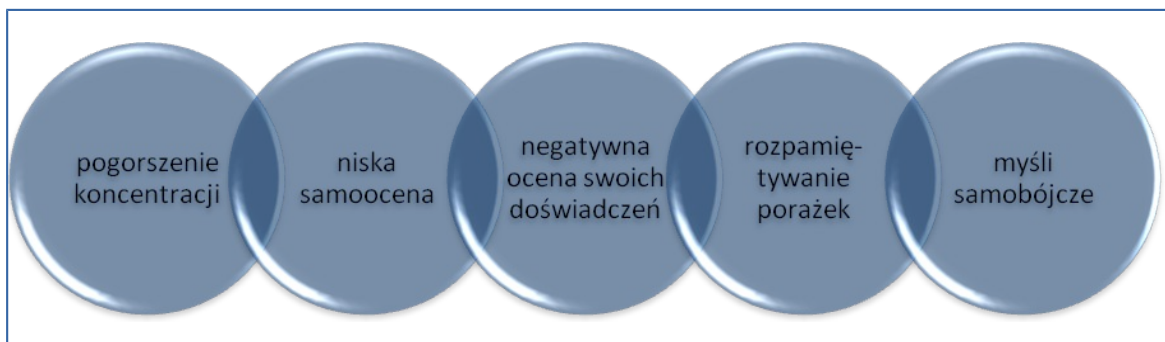 pogorszenie
koncentracji
niska
samoocena
negatywna
ocena swoich
doświadczeń
rozpamię-
tywanie
porażek
myśli
samobójcze